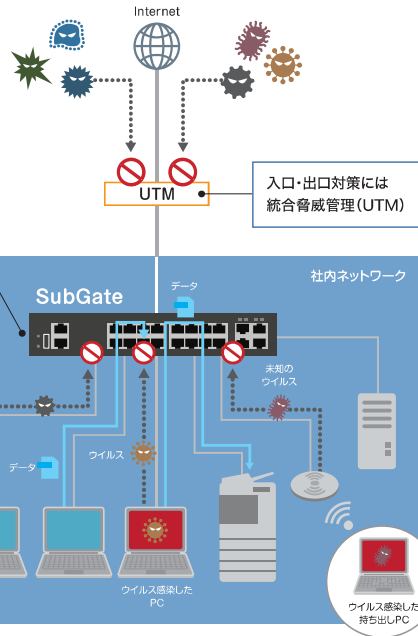 Internet
UTM
入口・出口対策には
統合脅威管理(UTM)
社内ネットワーク
SubGate
データ
未知の
ウイルス
ウイルス
データ
ウイルス感染した
PC
ウイルス感染した
持ち出しPC